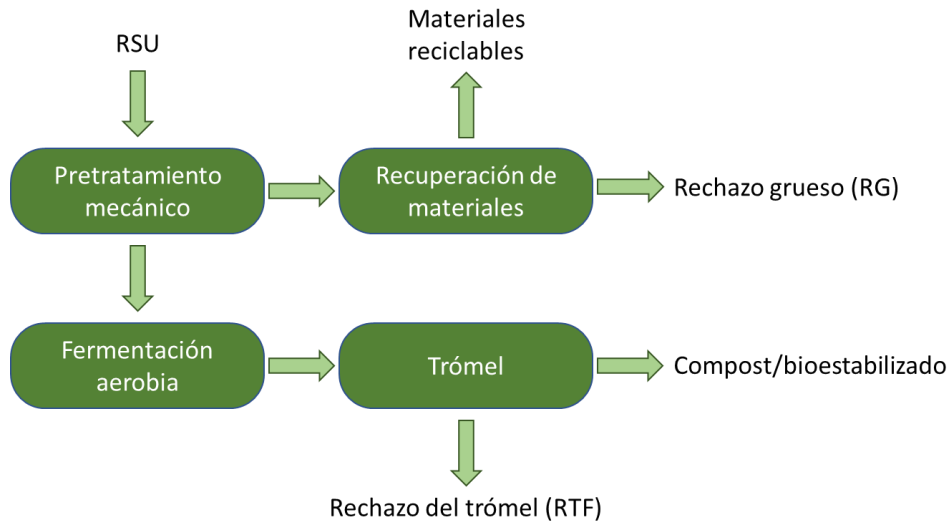 RSU
Materiales
reciclables
Pretratamiento
mecánico
Recuperación de
materiales
Rechazo grueso (RG)
Fermentación
aerobia
Trómel
Compost/bioestabilizado
Rechazo del trómel (RTF)